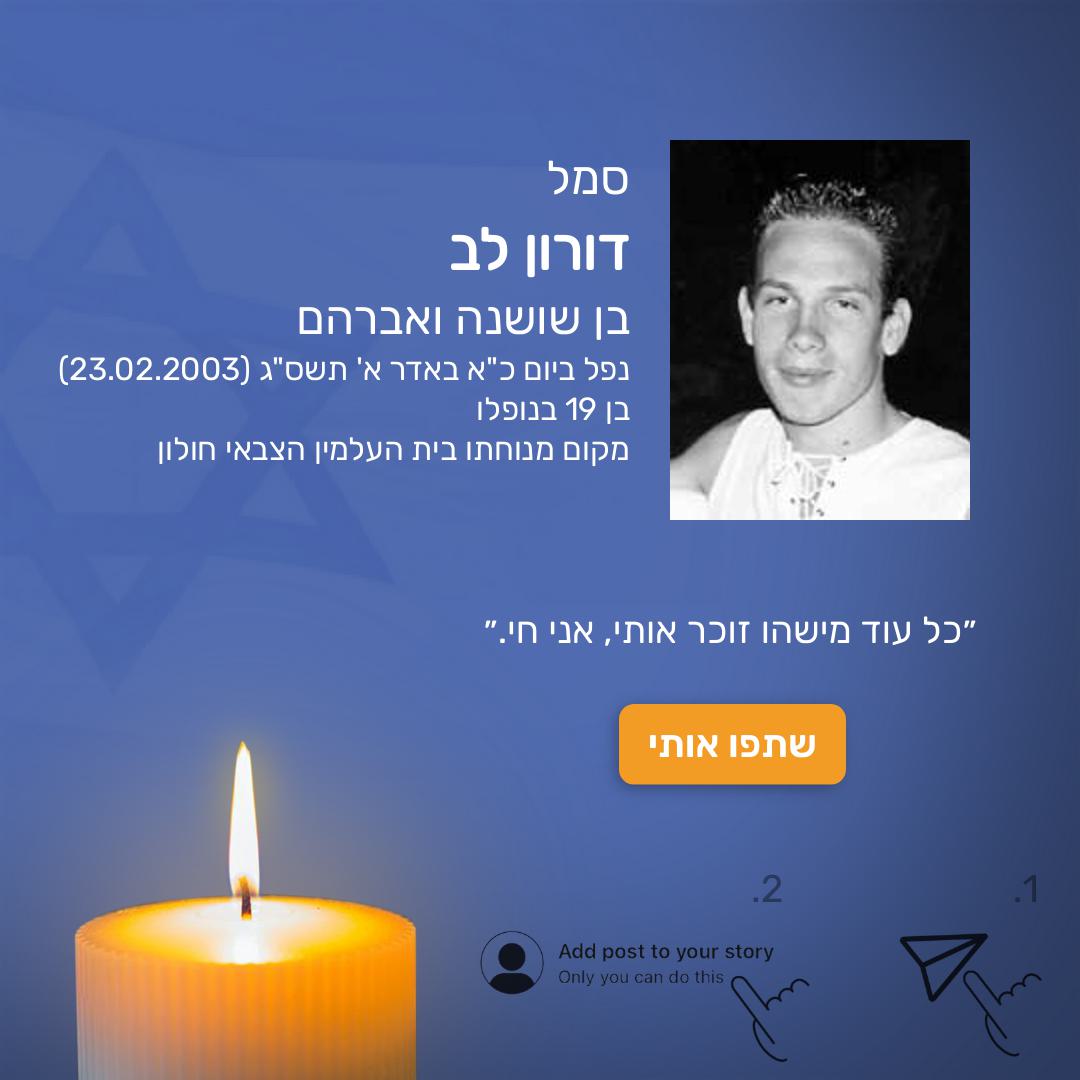 סמל
דורון לב
בן שושנה ואברהם
נפל ביום כ"א באדר א' תשס"ג (23.02.2003)
בן 19 בנופלו
מקום מנוחתו בית העלמין הצבאי חולון
״כל עוד מישהו זוכר אותי, אני חי.״
שתפו אותי
.1
.2
Add post to your story
Only you can do this